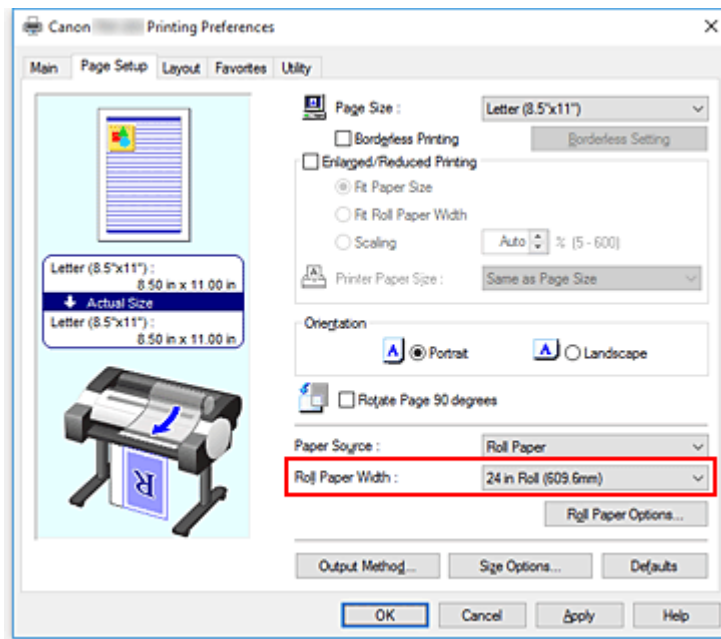 Canon Printing Preferences
Main Page Setup Layout Favorites Utility
Page Size : Letter (8.5"x11")
Borderless Printing Borderless Setting
Enlarged/Reduced Printing
Fit Paper Size
Fit Roll Paper Width
Scaling Auto % (5 - 600)
Printer Paper Size : Same as Page Size
Letter (8.5"x11") :
8.50 in x 11.00 in
Actual Size
Letter (8.5"x11") :
8.50 in x 11.00 in
Orientation
A Portrait A Landscape
Rotate Page 90 degrees
Paper Source : Roll Paper
Roll Paper Width : 24 in Roll (609.6mm)
Roll Paper Options...
R
Output Method... Size Options... Defaults
OK Cancel Apply Help